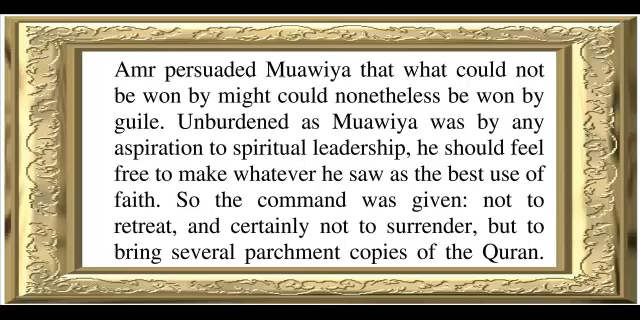 Amr persuaded Muawiya that what could not
be won by might could nonetheless be won by
guile. Unburdened as Muawiya was by any
aspiration to spiritual leadership, he should feel
free to make whatever he saw as the best use of
faith. So the command was given: not to
retreat, and certainly not to surrender, but to
bring several parchment copies of the Quran.